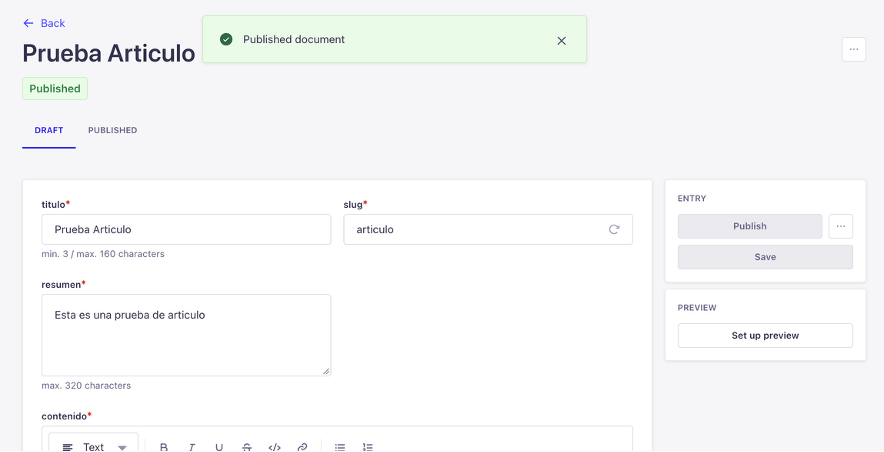 Back
Published document
Prueba Articulo
Published
DRAFT
PUBLISHED
titulo*
slug*
Prueba Articulo
articulo
min. 3 / max. 160 characters
resumen*
Esta es una prueba de articulo
max. 320 characters
contenido*
Text
B I U S </>
ENTRY
Publish
Save
PREVIEW
Set up preview